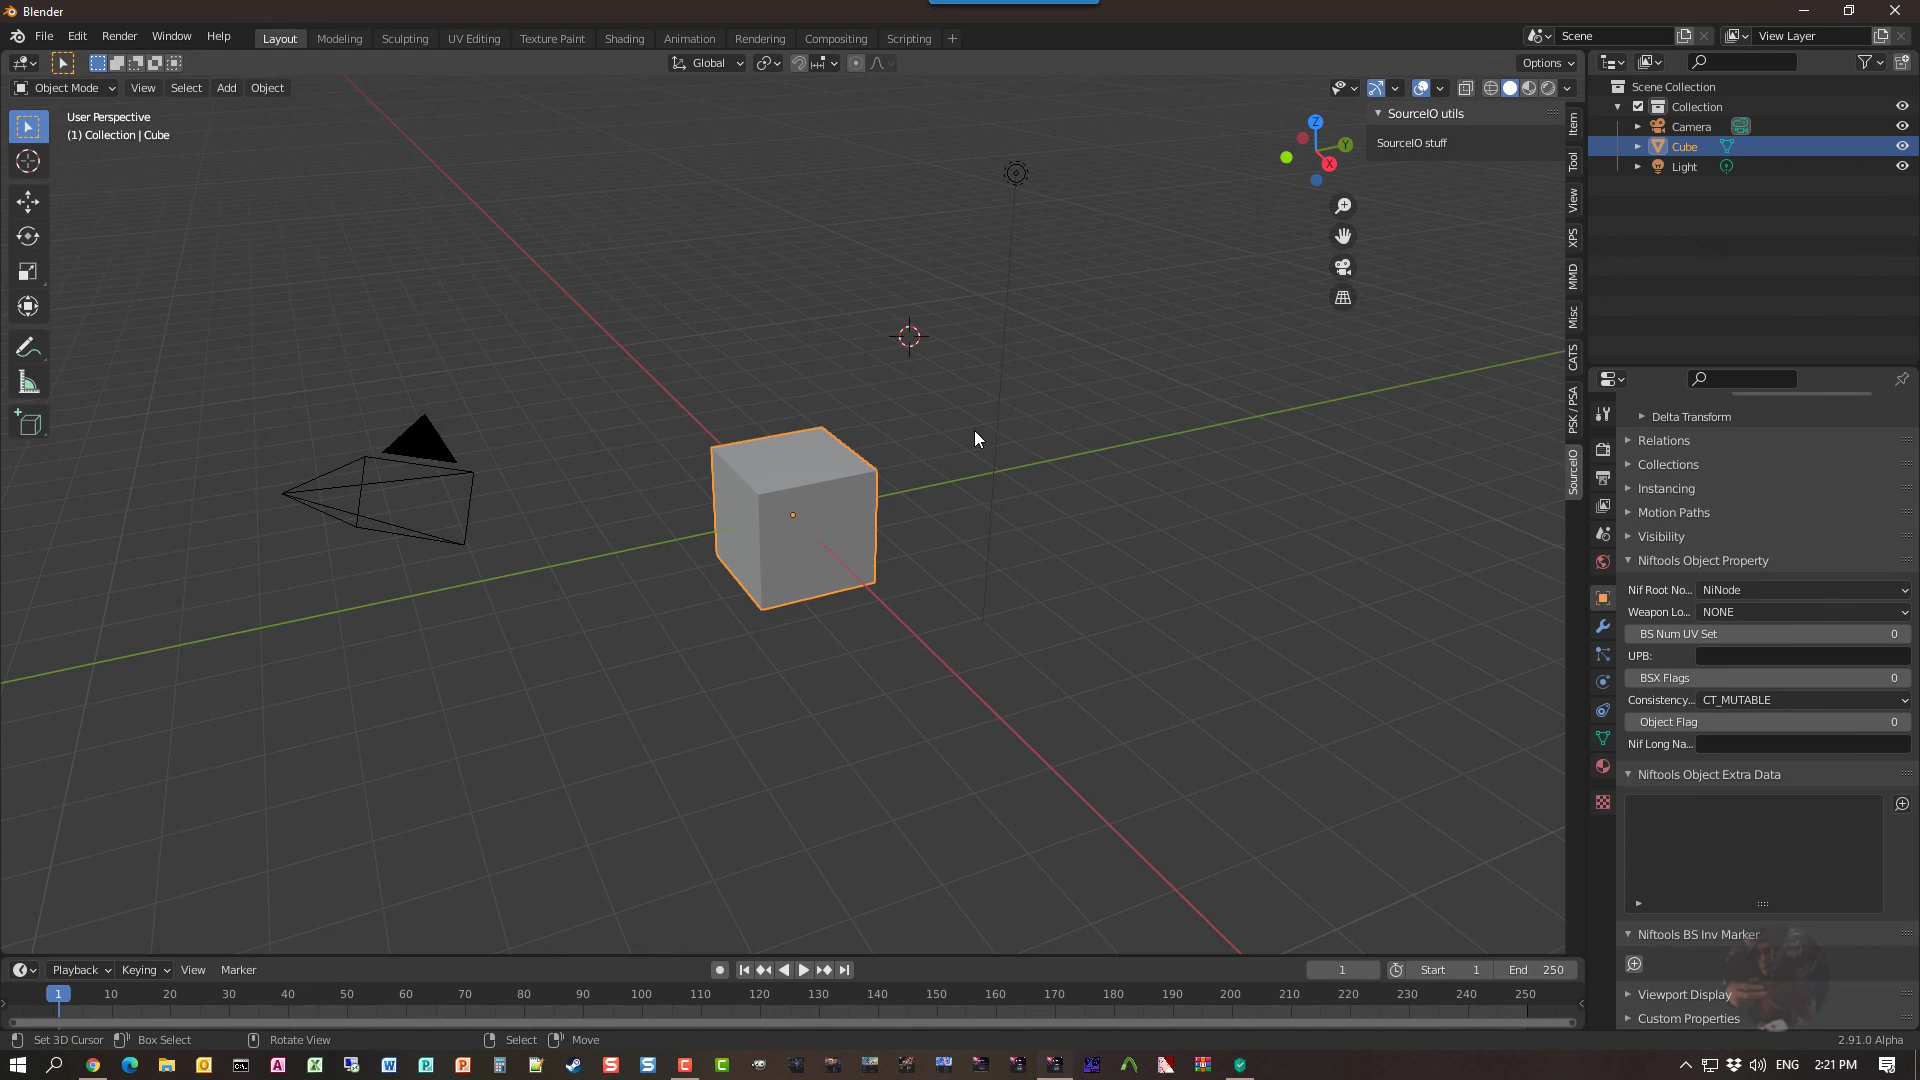 Blender
File Edit Render Window Help Layout Modeling Sculpting UV Editing Texture Paint Shading Animation Rendering Compositing Scripting + Scene View Layer
Global Options
Object Mode View Select Add Object
User Perspective
(1) Collection | Cube
SourceIO utils
SourceIO stuff
Z
Y
X
Item
Tool
View
XPS
MMD
Misc
CATS
PSK / PSA
SourceIO
Scene Collection
Collection
Camera
Cube
Light
Delta Transform
Relations
Collections
Instancing
Motion Paths
Visibility
Niftools Object Property
Nif Root No... NiNode
Weapon Lo... NONE
BS Num UV Set 0
UPB:
BSX Flags 0
Consistency... CT_MUTABLE
Object Flag 0
Nif Long Na...
Niftools Object Extra Data
Niftools BS Inv Marker
Viewport Display
Custom Properties
Playback Keying View Marker 1 Start 1 End 250
1 10 20 30 40 50 60 70 80 90 100 110 120 130 140 150 160 170 180 190 200 210 220 230 240 250
Set 3D Cursor Box Select Rotate View Select Move 2.91.0 Alpha
ENG 2:21 PM